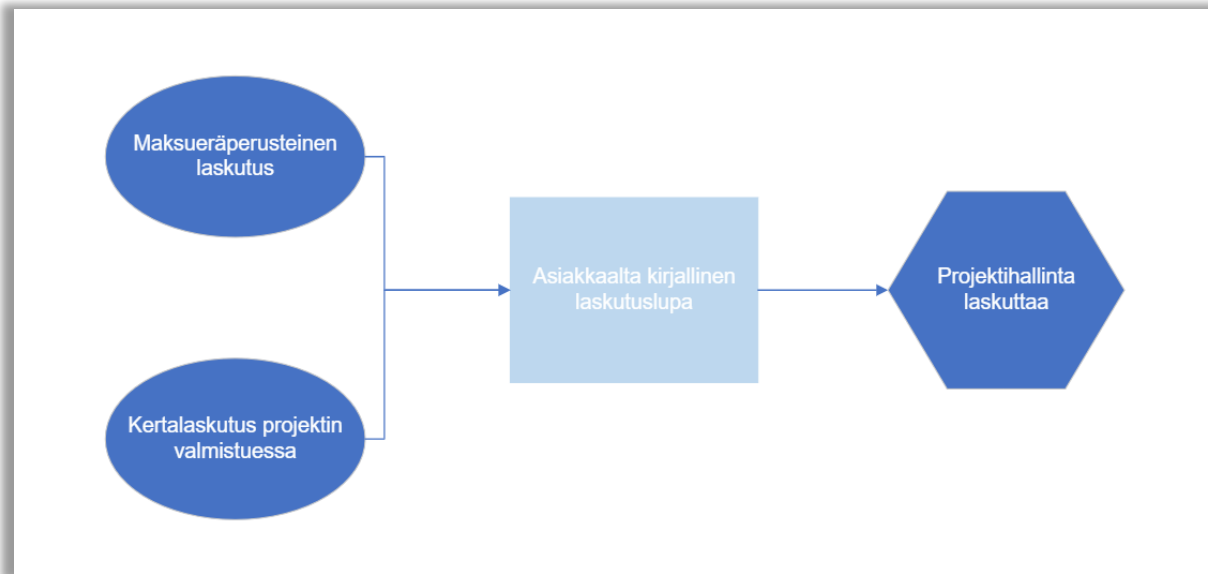 Maksueräperusteinen
laskutus
Kertalaskutus projektin
valmistuessa
Asiakkaalta kirjallinen
laskutuslupa
Projektihallinta
laskuttaa